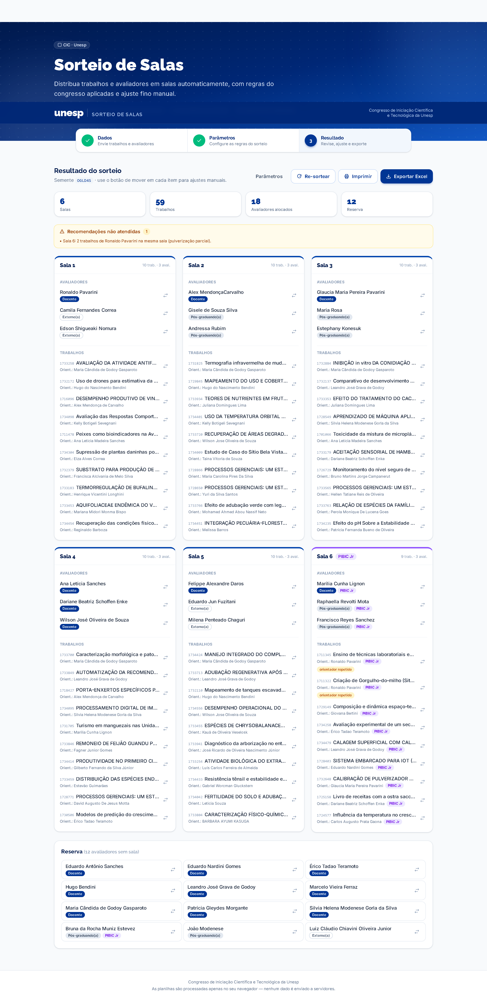 CIC · Unesp
Sorteio de Salas
Distribua trabalhos e avaliadores em salas automaticamente, com regras do
congresso aplicadas e ajuste fino manual.
unesp
SORTEIO DE SALAS
Congresso de Iniciação Científica
e Tecnológica da Unesp
Dados
Envie trabalhos e avaliadores
Parâmetros
Configure as regras do sorteio
3
Resultado
Revise, ajuste e exporte
Resultado do sorteio
Semente OGLD4S · use o botão de mover em cada item para ajustes manuais.
Parâmetros
Re-sortear
Imprimir
Exportar Excel
6
Salas
59
Trabalhos
18
Avaliadores alocados
12
Reserva
Recomendações não atendidas 1
• Sala 6: 2 trabalhos de Ronaldo Pavarini na mesma sala (pulverização parcial).
Sala 1
10 trab. · 3 aval.
AVALIADORES
Ronaldo Pavarini
Docente
Camila Fernandes Correa
Externo(a)
Edson Shigueaki Nomura
Externo(a)
TRABALHOS
1733258 AVALIAÇÃO DA ATIVIDADE ANTIF...
Orient.: Maria Cândida de Godoy Gasparoto
1732172 Uso de drones para estimativa da ...
Orient.: Hugo do Nascimento Bendini
1716096 DESEMPENHO PRODUTIVO DE VIN...
Orient.: Alex Mendonça de Carvalho
1734098 Avaliação das Respostas Comport...
Orient.: Kelly Botigeli Sevegnani
1711478 Peixes como bioindicadores na Av...
Orient.: Ana Letícia Madeira Sanches
1734304 Supressão de plantas daninhas po...
Orient.: Elza Alves Correa
1732379 SUBSTRATO PARA PRODUÇÃO DE ...
Orient.: Francisca Alcivania de Melo Silva
1733183 TERMORREGULAÇÃO DE BUFALIN...
Orient.: Henrique Vicentini Longhini
1733453 AQUIFOLIACEAE ENDÊMICA DO V...
Orient.: Mariana Midori Monma Bispo
1734454 Recuperação das condições físico...
Orient.: Reginaldo Barboza
Sala 2
10 trab. · 3 aval.
AVALIADORES
Alex MendonçaCarvalho
Docente
Gisele de Souza Silva
Pós-graduando(a)
Andressa Rubim
Pós-graduando(a)
TRABALHOS
1731825 Termografia infravermelha de mud...
Orient.: Maria Cândida de Godoy Gasparoto
1729845 MAPEAMENTO DO USO E COBERT...
Orient.: Hugo do Nascimento Bendini
1733934 TEORES DE NUTRIENTES EM FRUT...
Orient.: Juliana Domingues Lima
1734401 USO DA TEMPERATURA ORBITAL ...
Orient.: Kelly Botigeli Sevegnani
1733720 RECUPERAÇÃO DE ÁREAS DEGRAD...
Orient.: Wilson Jose Oliveira de Souza
1734009 Estudo de Caso do Sítio Bela Vista...
Orient.: Taina Vitoria de Souza
1728866 PROCESSOS GERENCIAIS: UM EST...
Orient.: Maria Carolina Pires Da Silva
1728650 PROCESSOS GERENCIAIS: UM EST...
Orient.: Yuri da Silva Santos
1733766 Efeito de adubação verde com leg...
Orient.: Mohamed Ahmed Abou Nassif Neto
1734451 INTEGRAÇÃO PECUÁRIA-FLOREST...
Orient.: Melissa Barros
Sala 3
10 trab. · 3 aval.
AVALIADORES
Glaucia Maria Pereira Pavarini
Docente
Maria Rosa
Pós-graduando(a)
Estephany Konesuk
Pós-graduando(a)
TRABALHOS
1732884 INIBIÇÃO in vitro DA CONIDIAÇÃO ...
Orient.: Maria Cândida de Godoy Gasparoto
1732137 Comparativo de desenvolvimento ...
Orient.: Leandro José Grava de Godoy
1733353 EFEITO DO TRATAMENTO DO CAC...
Orient.: Juliana Domingues Lima
1728549 APRENDIZADO DE MÁQUINA APLI...
Orient.: Silvia Helena Modenese Gorla da Silva
1701066 Toxicidade da mistura de microplá...
Orient.: Ana Letícia Madeira Sanches
1733179 ACEITAÇÃO SENSORIAL DE HAMB...
Orient.: Dariane Beatriz Schoffen Enke
1726729 Monitoramento do nível seguro de ...
Orient.: Bruno Martins Jorge Campanerut
1733565 PROCESSOS GERENCIAIS: UM EST...
Orient.: Hellen Tatiane Reis de Oliveira
1733763 RELAÇÃO DE ESPÉCIES DA FAMÍLI...
Orient.: Perola Monique De Lucena Goes
1734235 Efeito do pH Sobre a Estabilidade ...
Orient.: Patrícia Fernanda Bueno de Oliveira
Sala 4
10 trab. · 3 aval.
AVALIADORES
Ana Letícia Sanches
Docente
Dariane Beatriz Schoffen Enke
Docente
Wilson José Oliveira de Souza
Docente
TRABALHOS
1733700 Caracterização morfológica e pato...
Orient.: Maria Cândida de Godoy Gasparoto
1733849 AUTOMATIZAÇÃO DA RECOMEND...
Orient.: Leandro José Grava de Godoy
1718427 PORTA-ENXERTOS ESPECÍFICOS P...
Orient.: Alex Mendonça de Carvalho
1734095 PROCESSAMENTO DIGITAL DE IM...
Orient.: Silvia Helena Modenese Gorla da Silva
1731705 Turismo em manguezais nas Unida...
Orient.: Marília Cunha Lignon
1733846 REMONEIO DE FEIJÃO GUANDU P...
Orient.: Fagner Junior Gomes
1734414 PRODUTIVIDADE NO PRIMEIRO CI...
Orient.: Gilberto Fernando da Silva Júnior
1733459 DISTRIBUIÇÃO DAS ESPÉCIES END...
Orient.: Estevão Guimarães
1728771 PROCESSOS GERENCIAIS: UM EST...
Orient.: David Augusto De Jesus Motta
1730506 Modelos de predição do crescime...
Orient.: Érico Tadao Teramoto
Sala 5
10 trab. · 3 aval.
AVALIADORES
Felippe Alexandre Daros
Docente
Eduardo Jun Fuzitani
Externo(a)
Milena Penteado Chaguri
Externo(a)
TRABALHOS
1734424 MANEJO INTEGRADO DO COMPL...
Orient.: Maria Cândida de Godoy Gasparoto
1733713 ADUBAÇÃO REGENERATIVA APÓS ...
Orient.: Leandro José Grava de Godoy
1732110 Mapeamento de tanques escavad...
Orient.: Hugo do Nascimento Bendini
1734556 DESEMPENHO OPERACIONAL DO ...
Orient.: Wilson Jose Oliveira de Souza
1733455 ESPÉCIES DE CHRYSOBALANACE...
Orient.: Kauã de Oliveira Veselosk
1733941 Diagnóstico da arborização no ent...
Orient.: José Ricardo de Oliveira Nascimento Júnior
1733254 ATIVIDADE BIOLÓGICA DO EXTRA...
Orient.: Luís Carlos Ferreira de Almeida
1734433 Resistência tênsil e estabilidade e...
Orient.: Gabriel Worcman Gluckstern
1734042 FERTILIDADE DO SOLO E ADUBAÇ...
Orient.: Leticia Souza
1733804 CARACTERIZAÇÃO FÍSICO-QUÍMIC...
Orient.: BARBARA AYUMI KASUGA
Sala 6 PIBIC Jr
9 trab. · 3 aval.
AVALIADORES
Marília Cunha Lignon
Docente PIBIC Jr
Raphaella Revolti Mota
Pós-graduando(a) PIBIC Jr
Francisco Reyes Sanchez
Pós-graduando(a) PIBIC Jr
TRABALHOS
1711345 Ensino de técnicas laboratoriais e...
Orient.: Ronaldo Pavarini PIBIC Jr
orientador repetido
1711322 Criação de Gorgulho-do-milho (Sit...
Orient.: Ronaldo Pavarini PIBIC Jr
orientador repetido
1729149 Composição e dinâmica espaço-te...
Orient.: Giovana Bertini PIBIC Jr
1734258 Avaliação experimental de um sec...
Orient.: Érico Tadao Teramoto PIBIC Jr
1734479 CALAGEM SUPERFICIAL COM CAL...
Orient.: Leandro José Grava de Godoy PIBIC Jr
1728403 SISTEMA EMBARCADO PARA IOT (...
Orient.: Eduardo Nardini Gomes PIBIC Jr
1732648 CALIBRAÇÃO DE PULVERIZADOR ...
Orient.: Glaucia Maria Pereira Pavarini PIBIC Jr
1725158 Livro de receitas com a ostra sacc...
Orient.: Dariane Beatriz Schoffen Enke PIBIC Jr
1724577 Influência da temperatura no cresc...
Orient.: Carlos Augusto Prata Gaona PIBIC Jr
Reserva (12 avaliadores sem sala)
Eduardo Antônio Sanches
Docente
Eduardo Nardini Gomes
Docente
Érico Tadao Teramoto
Docente
Hugo Bendini
Docente
Leandro José Grava de Godoy
Docente
Marcelo Vieira Ferraz
Docente
Maria Cândida de Godoy Gasparoto
Docente
Patrícia Gleydes Morgante
Docente
Silvia Helena Modenese Gorla da Silva
Docente
Bruna da Rocha Muniz Estevez
Pós-graduando(a) PIBIC Jr
João Modenese
Pós-graduando(a)
Luiz Cláudio Chiavini Oliveira Junior
Externo(a)
Congresso de Iniciação Científica e Tecnológica da Unesp
As planilhas são processadas apenas no seu navegador — nenhum dado é enviado a servidores.